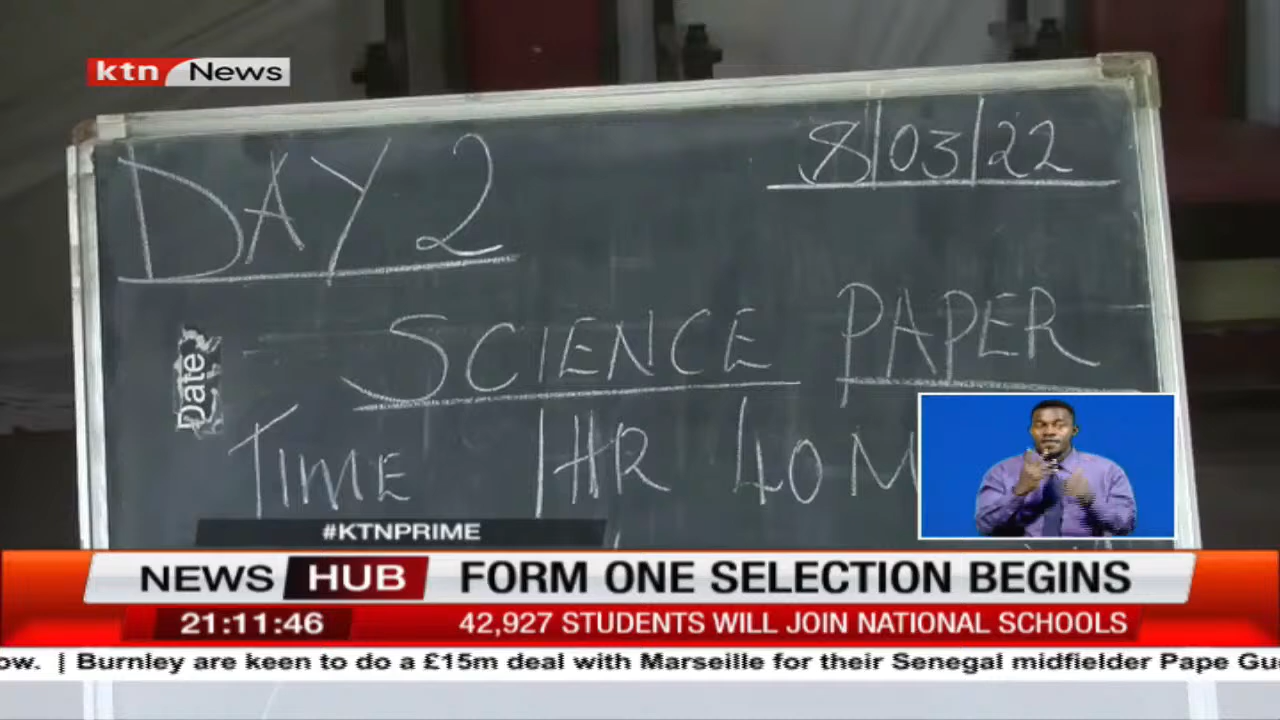 ktn News
DAY 2
8/03/22
Date
SCIENCE PAPER
TIME 1HR 40M
#KTNPRIME
NEWS HUB
FORM ONE SELECTION BEGINS
21:11:46
42,927 STUDENTS WILL JOIN NATIONAL SCHOOLS
ow. | Burnley are keen to do a £15m deal with Marseille for their Senegal midfielder Pape Gu